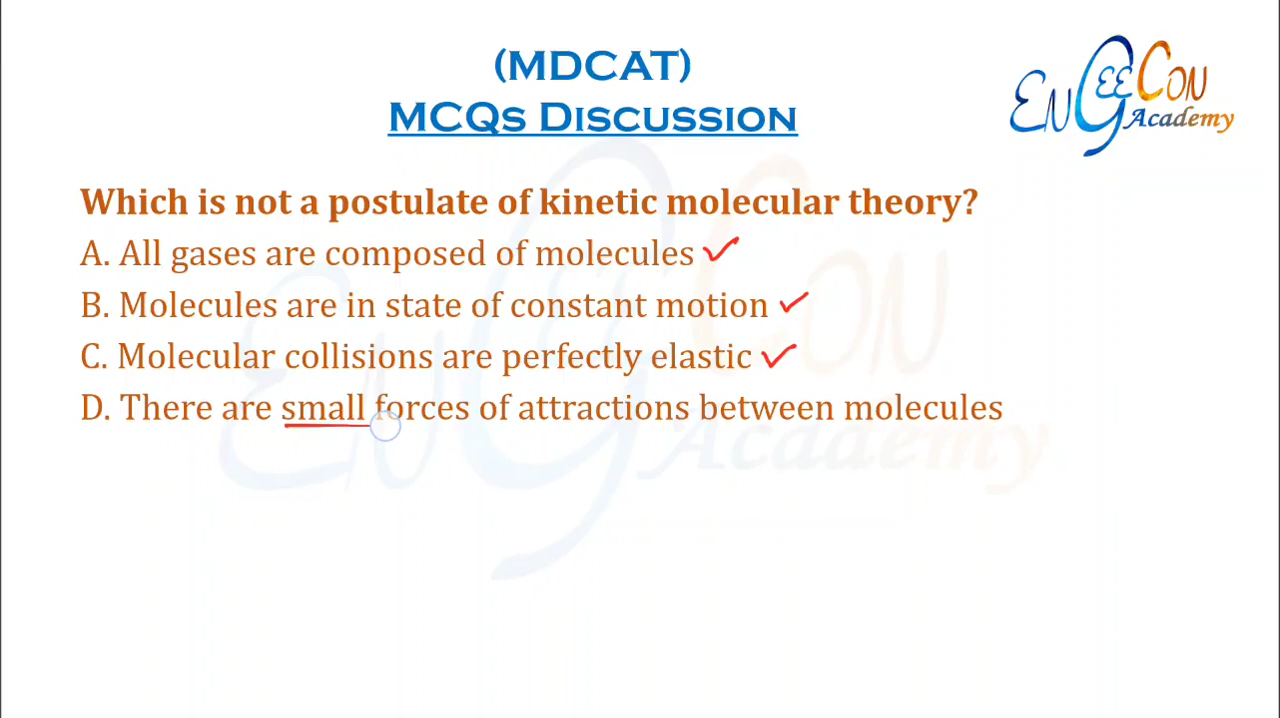 (MDCAT)
MCQs Discussion
EnGeeCon
Academy
Which is not a postulate of kinetic molecular theory?
A. All gases are composed of molecules
B. Molecules are in state of constant motion
C. Molecular collisions are perfectly elastic
D. There are small forces of attractions between molecules